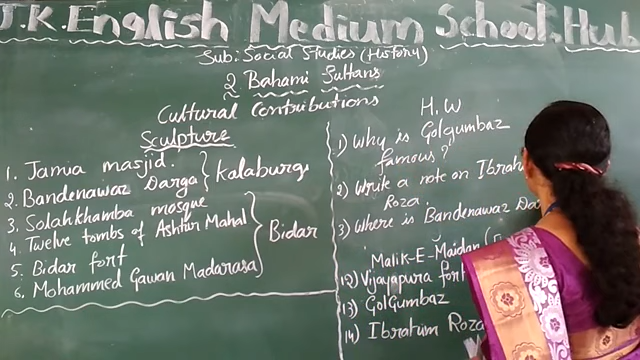 J.K. English Medium School. Hub
Sub: Social Studies (History)
2 Bahami Sultans
Cultural Contributions
Sculpture
1. Jamia masjid.
2. Bandenawaz Darga
Kalaburg
3. Solahkhamba mosque
4 Twelve tombs of Ashtur Mahal
5. Bidar fort
6. Mohammed Gawan Madarasa
Bidar
H.W
1) Why is Golgumbaz
famous?
2) Write a note on Ibrah
Roza.
3) Where is Bandenawaz Da
Malik-E-Maidan
12) Vijayapura fort
13) GolGumbaz
14) Ibrahim Roza